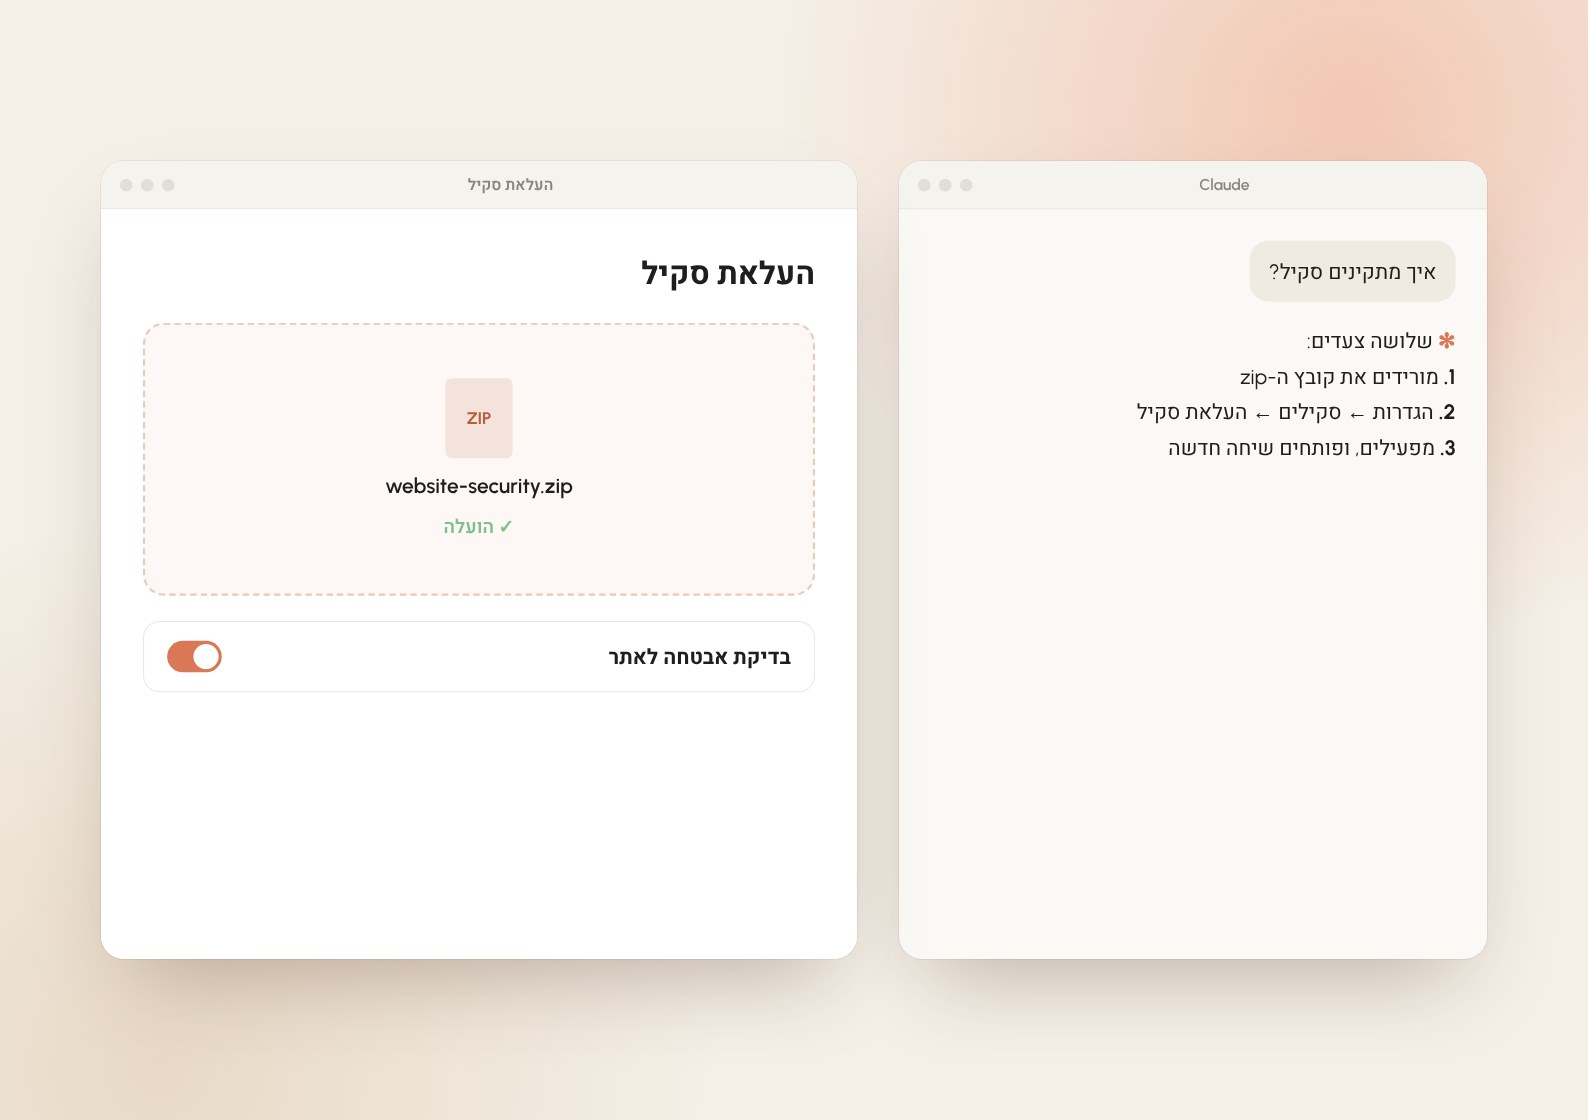 Claude
איך מתקינים סקיל?
✻ שלושה צעדים:
1. מורידים את קובץ ה-zip
2. הגדרות ← סקילים ← העלאת סקיל
3. מפעילים, ופותחים שיחה חדשה
העלאת סקיל
העלאת סקיל
ZIP
website-security.zip
✓ הועלה
בדיקת אבטחה לאתר